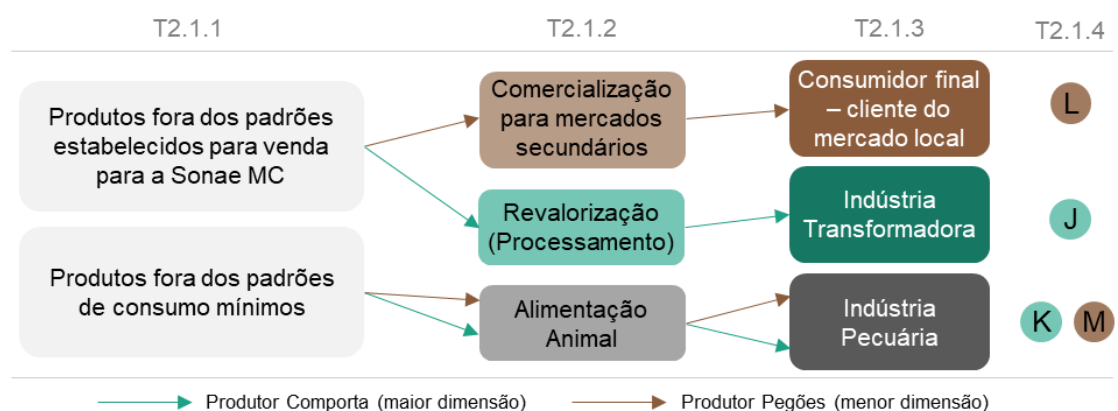 T2.1.1
T2.1.2
T2.1.3
T2.1.4
Produtos fora dos padrões
estabelecidos para venda
para a Sonae MC
Comercialização
para mercados
secundários
Consumidor final
– cliente do
mercado local
L
Revalorização
(Processamento)
Indústria
Transformadora
J
Produtos fora dos padrões
de consumo mínimos
Alimentação
Animal
Indústria
Pecuária
K
M
Produtor Comporta (maior dimensão)
Produtor Pegões (menor dimensão)